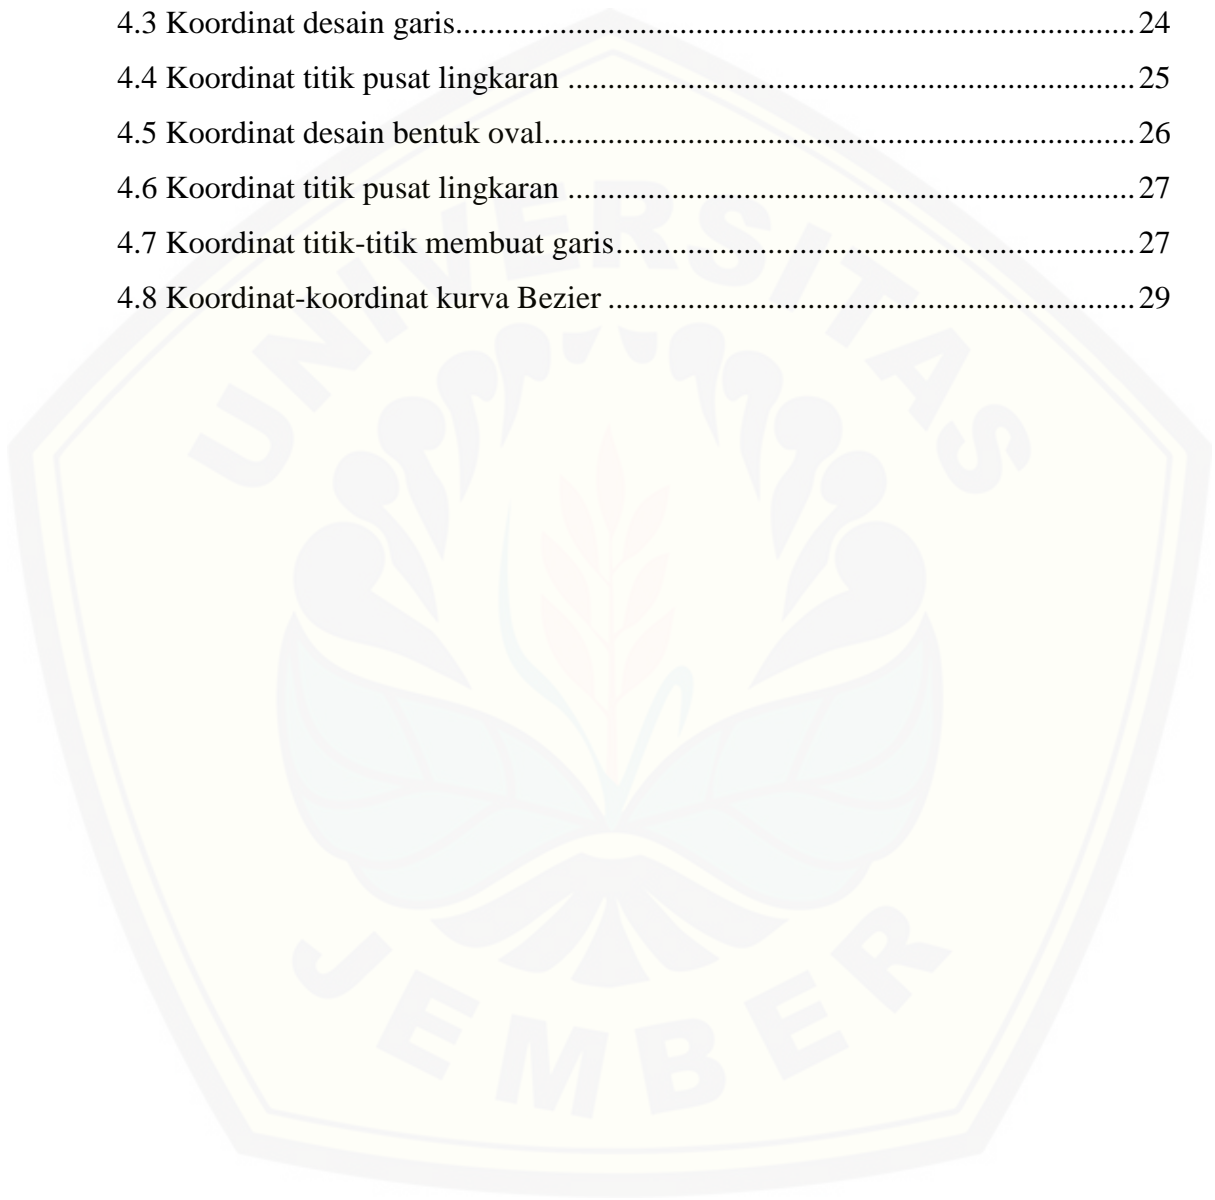 4.3 Koordinat desain garis.................................................................................... 24
4.4 Koordinat titik pusat lingkaran ...................................................................... 25
4.5 Koordinat desain bentuk oval......................................................................... 26
4.6 Koordinat titik pusat lingkaran ...................................................................... 27
4.7 Koordinat titik-titik membuat garis................................................................ 27
4.8 Koordinat-koordinat kurva Bezier ................................................................. 29
UNIVERSITAS
JEMBER